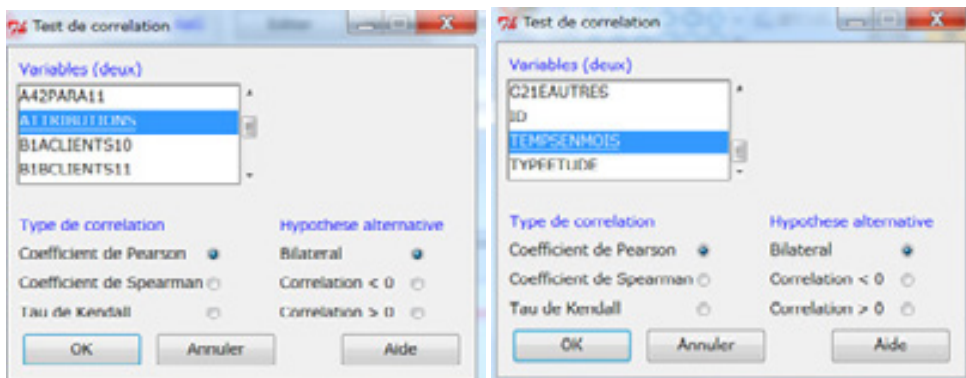 Test de correlation
Variables (deux)
A42PARA11
ATTRIBUTIONS
B1ACLIENTS10
B1BCLIENTS11
Type de correlation
Hypothese alternative
Coefficient de Pearson
Bilateral
Coefficient de Spearman
Correlation < 0
Tau de Kendall
Correlation > 0
OK
Annuler
Aide
Test de correlation
Variables (deux)
C21EAUTRES
ID
TEMPSENMOIS
TYPEETUDE
Type de correlation
Hypothese alternative
Coefficient de Pearson
Bilateral
Coefficient de Spearman
Correlation < 0
Tau de Kendall
Correlation > 0
OK
Annuler
Aide